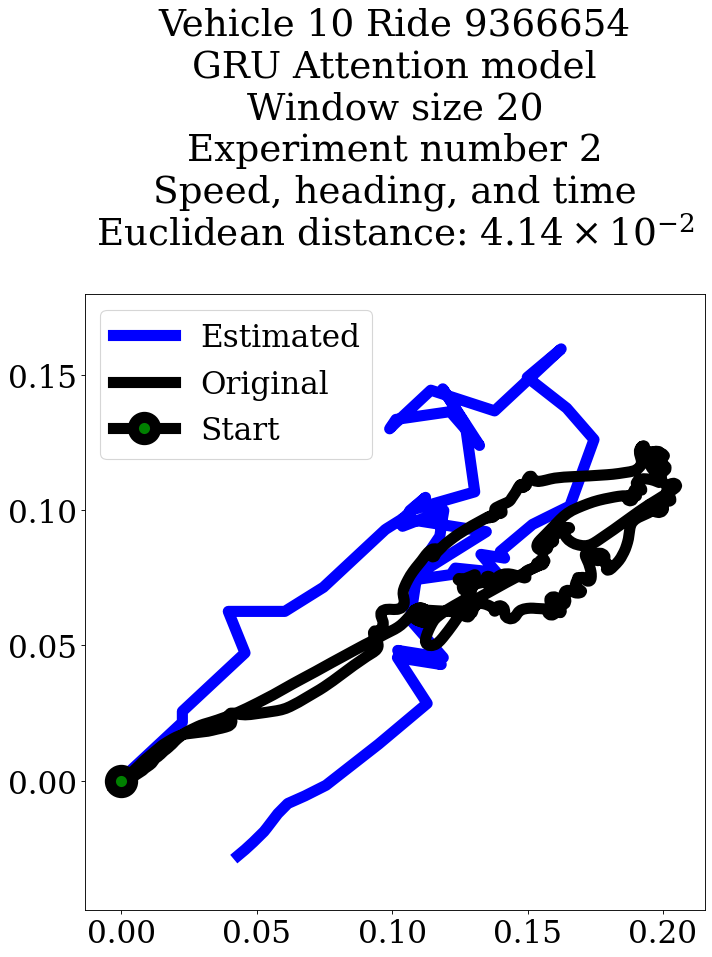 Vehicle 10 Ride 9366654
GRU Attention model
Window size 20
Experiment number 2
Speed, heading, and time
Euclidean distance: 4.14 × 10⁻²
Estimated
Original
Start
0.15
0.10
0.05
0.00
0.00 0.05 0.10 0.15 0.20